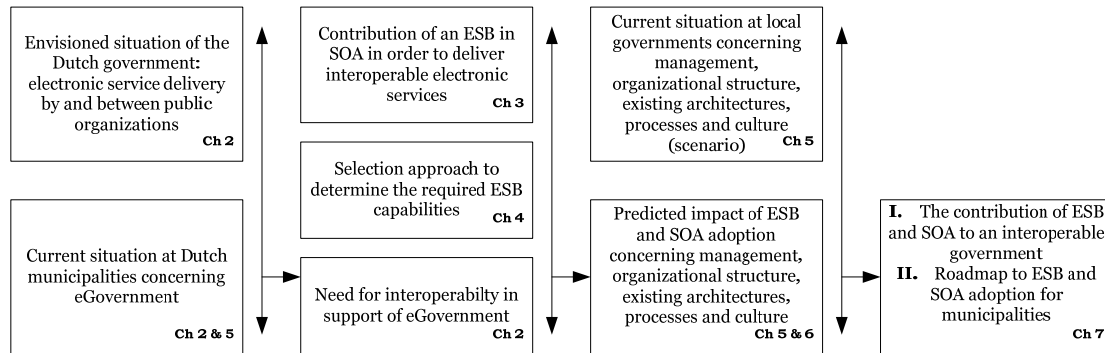 Envisioned situation of the
Dutch government:
electronic service delivery
by and between public
organizations
Ch 2
Current situation at Dutch
municipalities concerning
eGovernment
Ch 2 & 5
Contribution of an ESB in
SOA in order to deliver
interoperable electronic
services
Ch 3
Selection approach to
determine the required ESB
capabilities
Ch 4
Need for interoperabilty in
support of eGovernment
Ch 2
Current situation at local
governments concerning
management,
organizational structure,
existing architectures,
processes and culture
(scenario)
Ch 5
Predicted impact of ESB
and SOA adoption
concerning management,
organizational structure,
existing architectures,
processes and culture
Ch 5 & 6
I. The contribution of ESB
and SOA to an interoperable
government
II. Roadmap to ESB and
SOA adoption for
municipalities
Ch 7